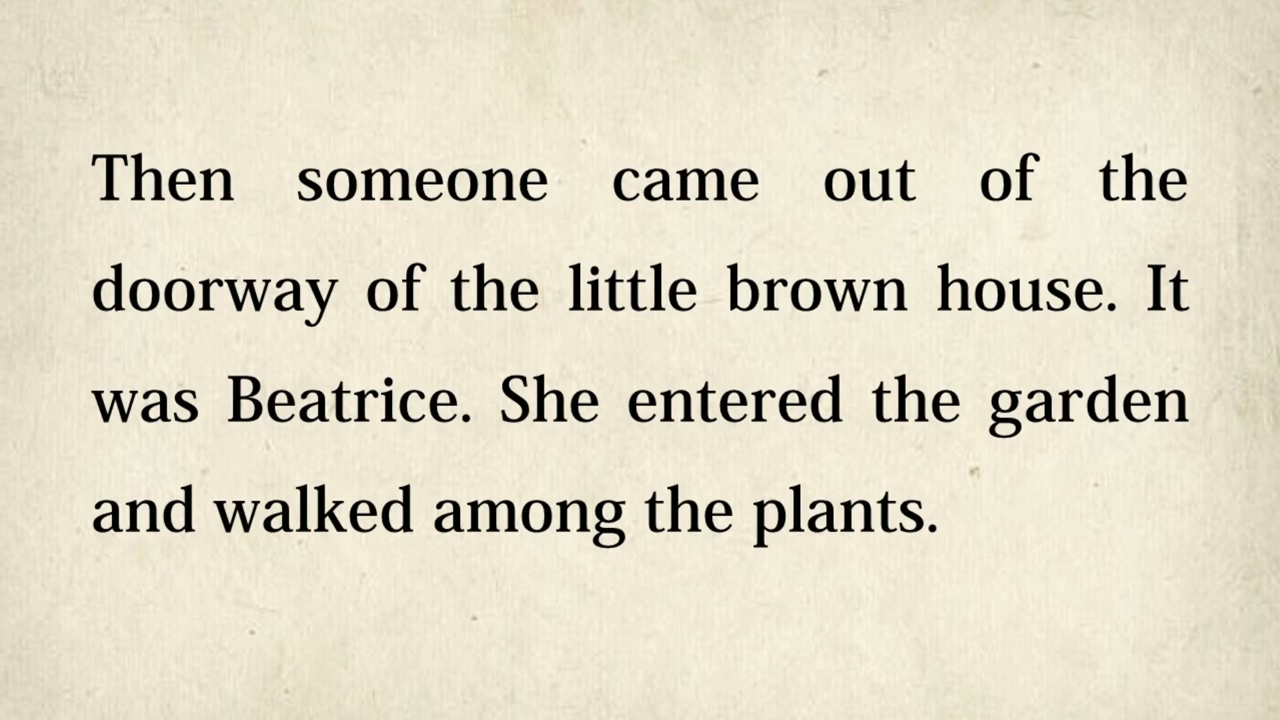 Then someone came out of the
doorway of the little brown house. It
was Beatrice. She entered the garden
and walked among the plants.